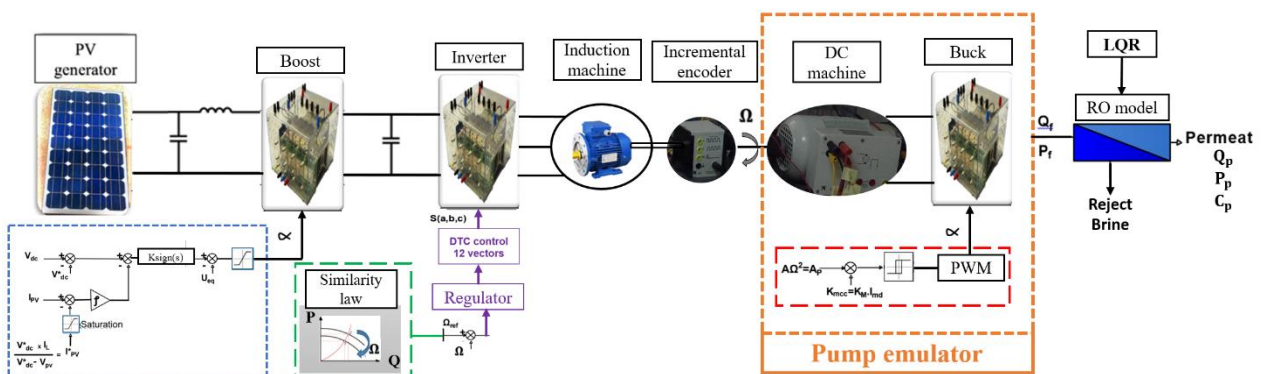 PV
generator
Boost
Inverter
Induction
machine
Incremental
encoder
Ω
DC
machine
Buck
LQR
RO model
Q_f
P_f
Permeat
Q_p
P_p
C_p
Reject
Brine
∝
S(a,b,c)
DTC control
12 vectors
Regulator
Ω_ref
Ω
Similarity
law
P
Ω
Q
V_dc
V*_dc
Ksign(s)
U_eq
I_PV
Saturation
V*_dc x I_L
V*_dc - V_pv
= I*_PV
∝
AΩ²=A_P
K_mcc=K_M.I_md
PWM
Pump emulator